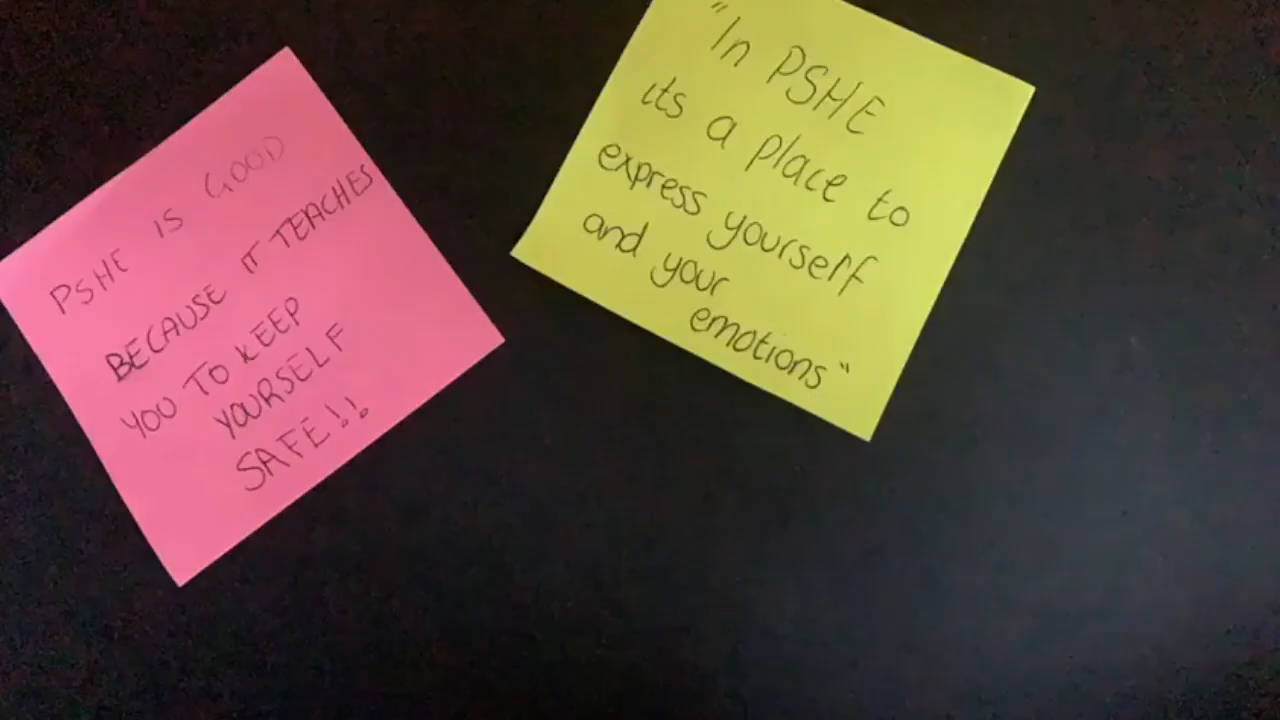 PSHE IS GOOD
BECAUSE IT TEACHES
YOU TO KEEP
YOURSELF
SAFE!!
"In PSHE
its a place to
express yourself
and your
emotions"